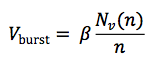 V_burst = β N_v(n)/n